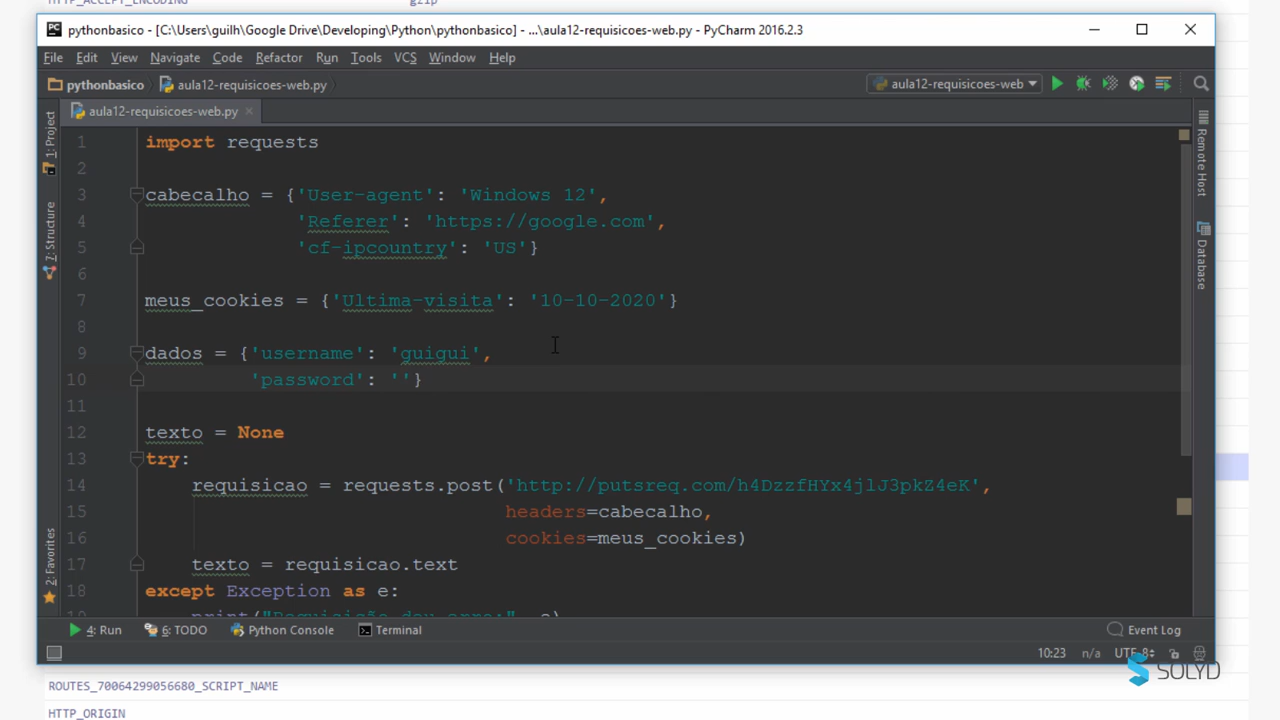 HTTP_ACCEPT_ENCODING gzip
pythonbasico - [C:\Users\guilh\Google Drive\Developing\Python\pythonbasico] - ...\aula12-requisicoes-web.py - PyCharm 2016.2.3
File Edit View Navigate Code Refactor Run Tools VCS Window Help
pythonbasico aula12-requisicoes-web.py aula12-requisicoes-web
aula12-requisicoes-web.py
1: Project
7: Structure
2: Favorites
Remote Host
Database
1 import requests
2
3 cabecalho = {'User-agent': 'Windows 12',
4 'Referer': 'https://google.com',
5 'cf-ipcountry': 'US'}
6
7 meus_cookies = {'Ultima-visita': '10-10-2020'}
8
9 dados = {'username': 'guigui',
10 'password': ''}
11
12 texto = None
13 try:
14 requisicao = requests.post('http://putsreq.com/h4DzzfHYx4jlJ3pkZ4eK',
15 headers=cabecalho,
16 cookies=meus_cookies)
17 texto = requisicao.text
18 except Exception as e:
19 print("Requisição deu erro:", e)
4: Run 6: TODO Python Console Terminal Event Log
10:23 n/a UTF-8
SOLYD
ROUTES_70064299056680_SCRIPT_NAME
HTTP_ORIGIN